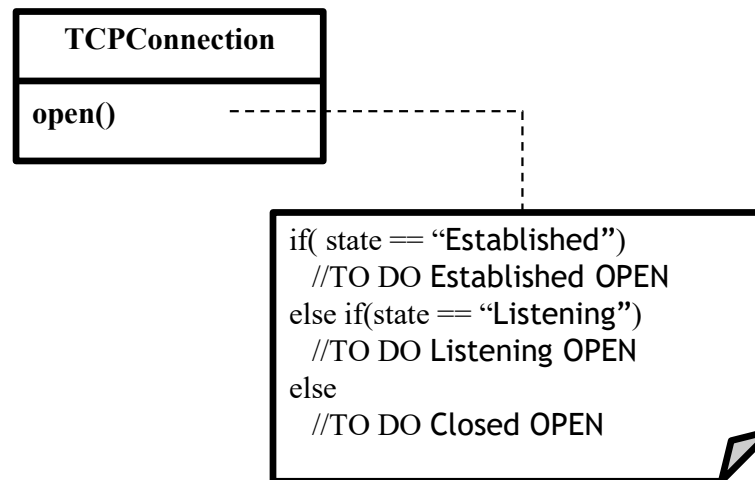 TCPConnection
open()
if( state == “Established”)
//TO DO Established OPEN
else if(state == “Listening”)
//TO DO Listening OPEN
else
//TO DO Closed OPEN